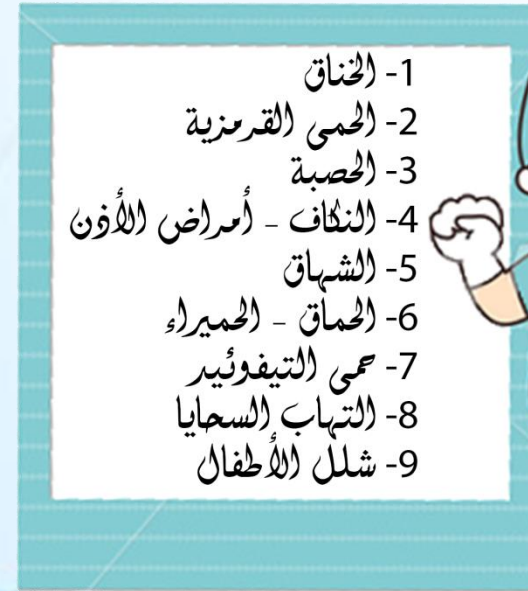 1- الخناق
2- الحمى القرمزية
3- الحصبة
4- النكاف - أمراض الأذن
5- الشهاق
6- الحماق - الحميراء
7- حمى التيفوئيد
8- التهاب السحايا
9- شلل الأطفال